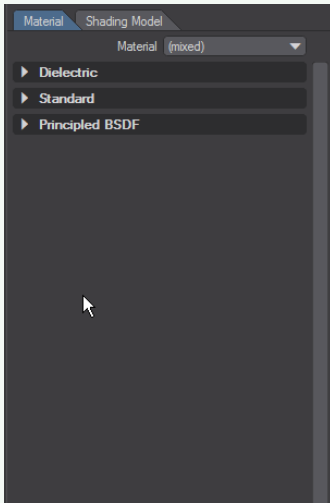 Material Shading Model
Material (mixed)
Dielectric
Standard
Principled BSDF